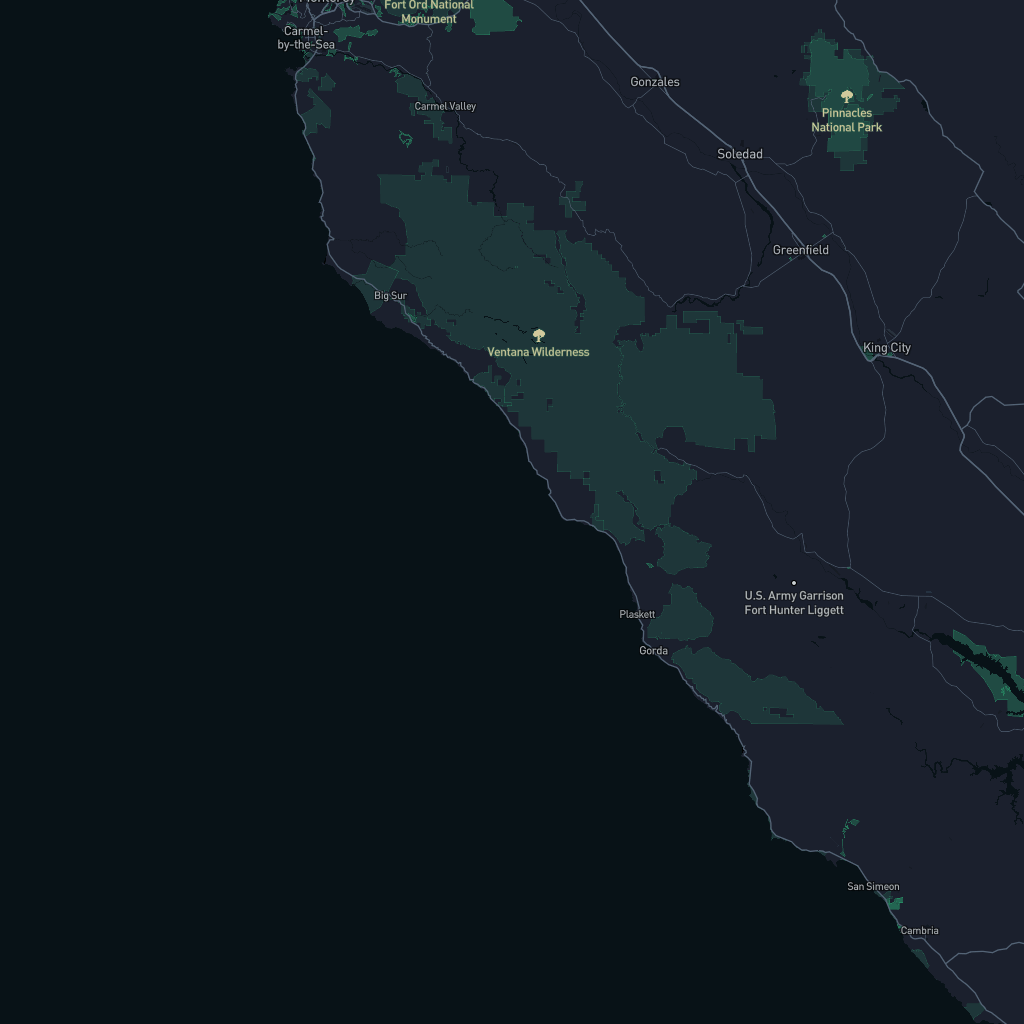 Monterey
Fort Ord National
Monument
Carmel-
by-the-Sea
Gonzales
Carmel Valley
Pinnacles
National Park
Soledad
Greenfield
Big Sur
Ventana Wilderness
King City
U.S. Army Garrison
Fort Hunter Liggett
Plaskett
Gorda
San Simeon
Cambria